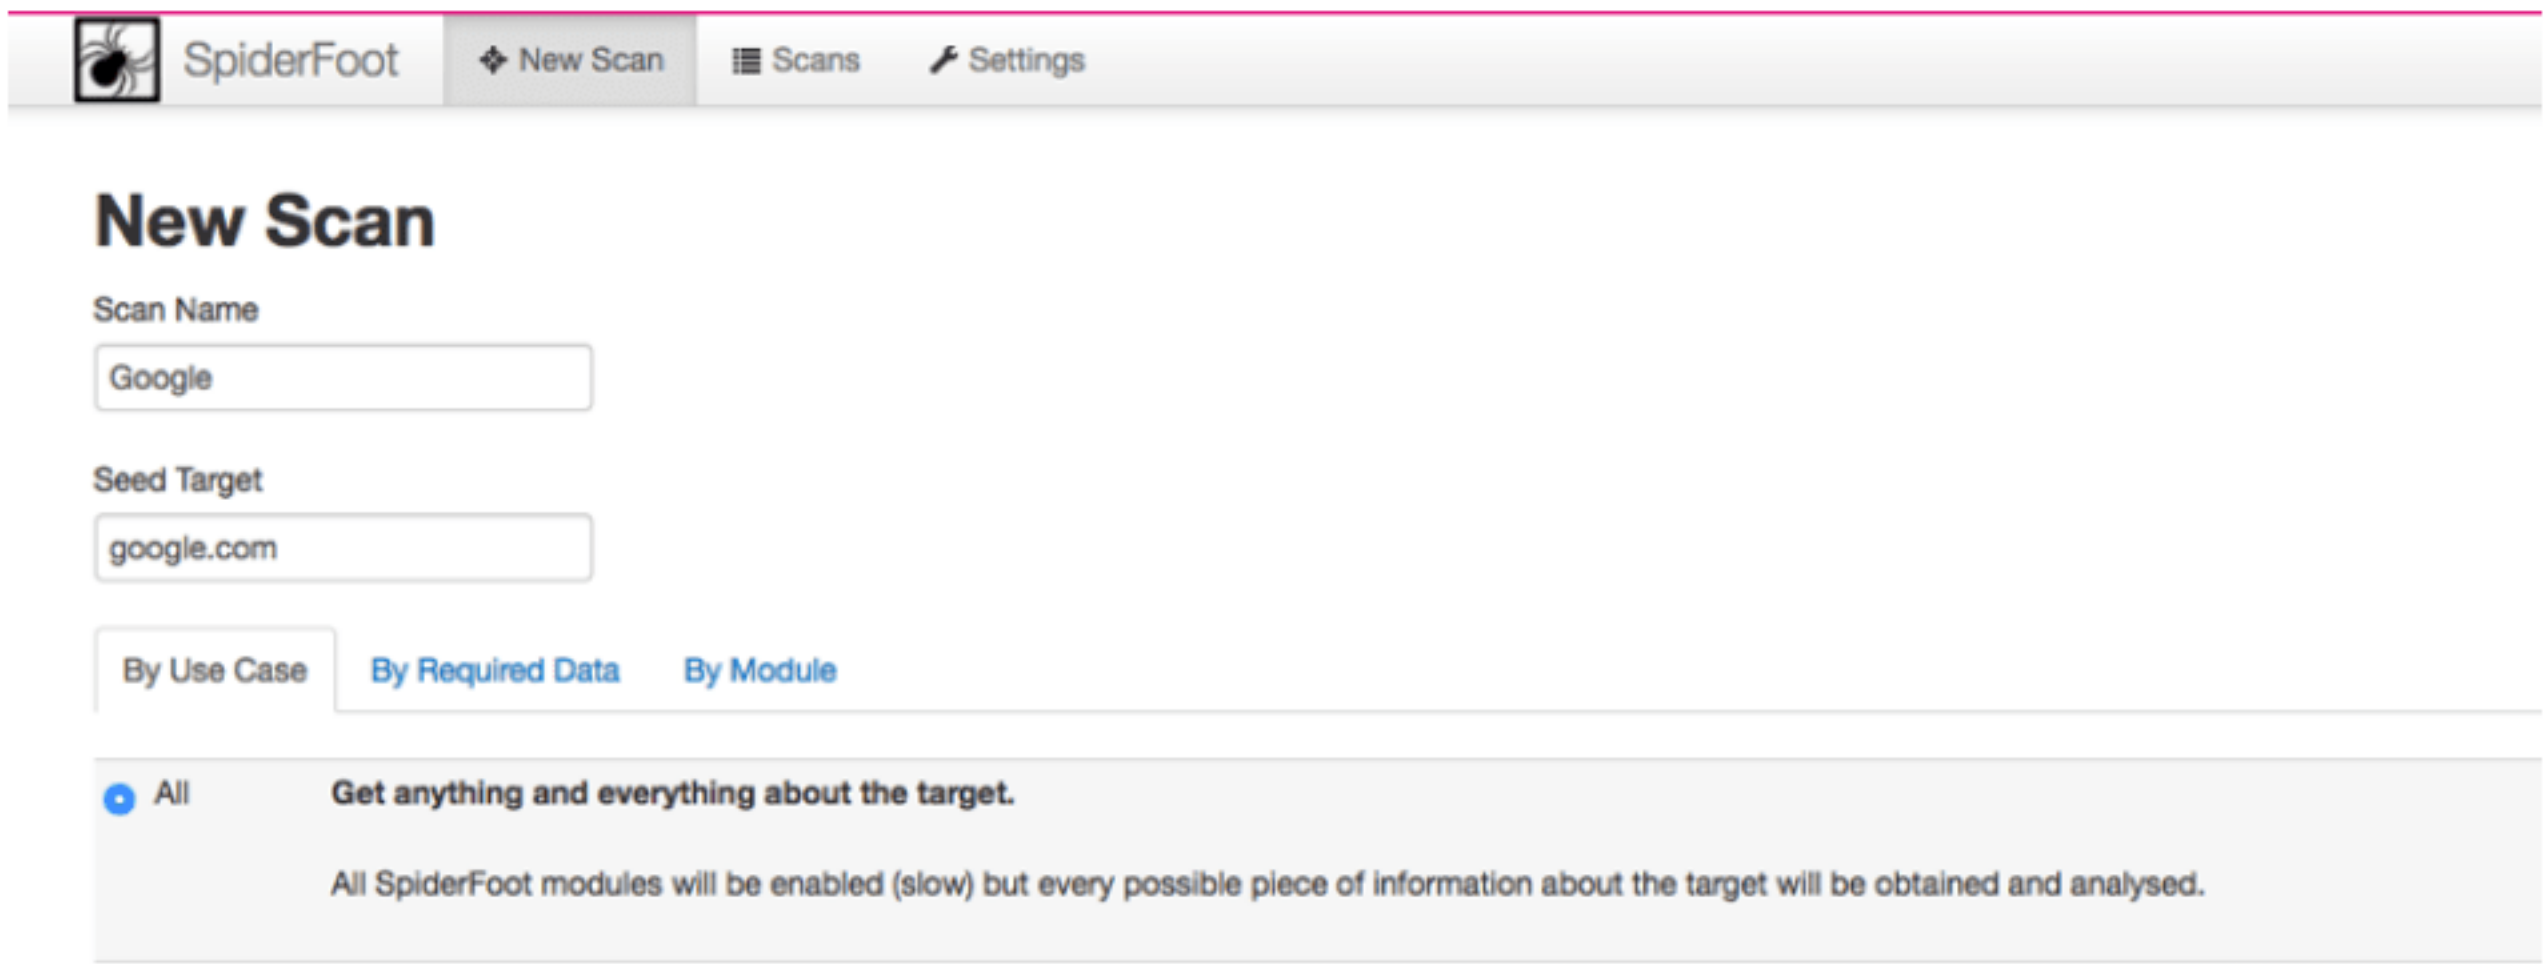 SpiderFoot New Scan Scans Settings
New Scan
Scan Name
Google
Seed Target
google.com
By Use Case By Required Data By Module
All Get anything and everything about the target.
All SpiderFoot modules will be enabled (slow) but every possible piece of information about the target will be obtained and analysed.